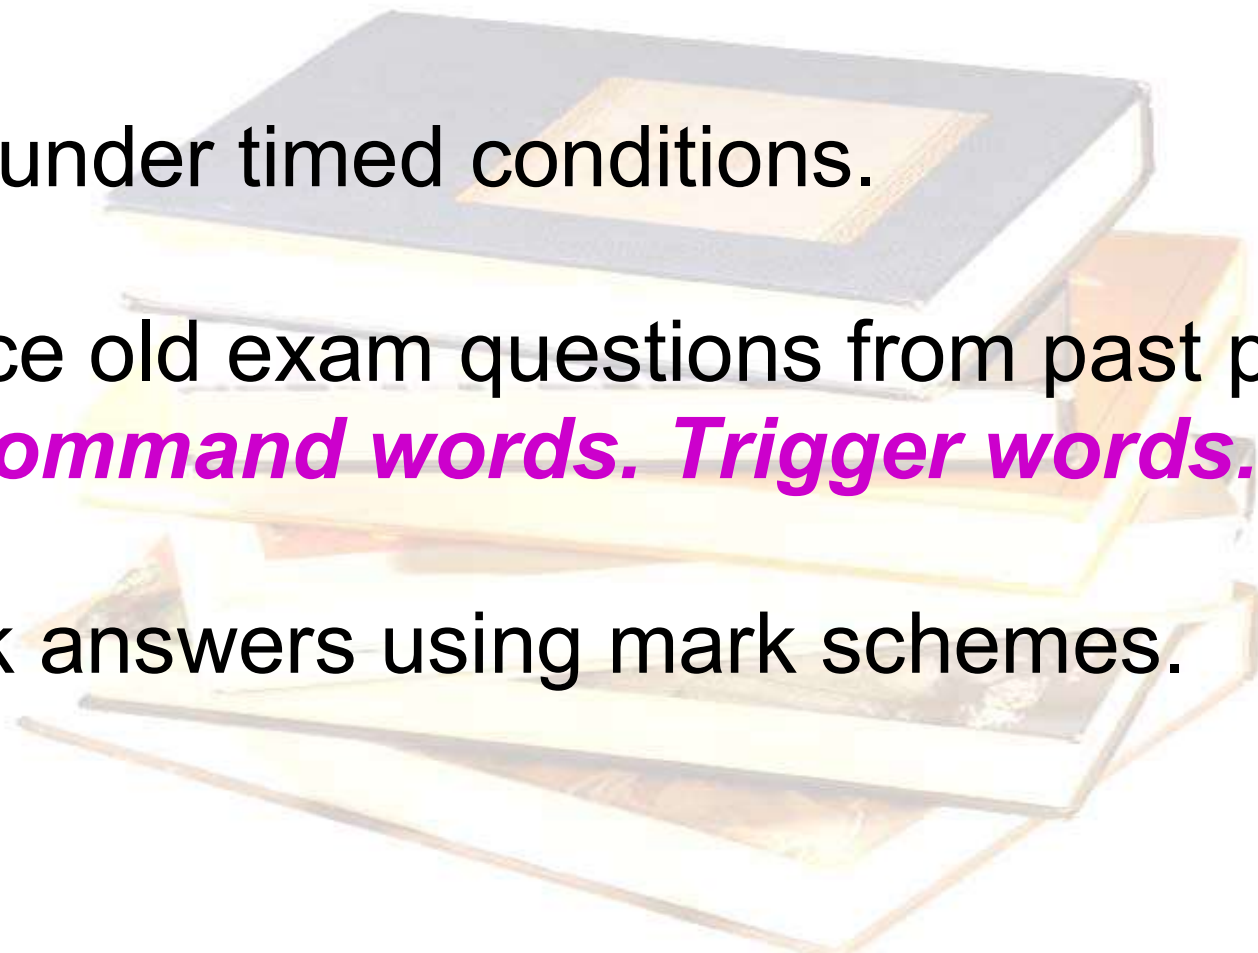 under timed conditions.
ce old exam questions from past p
ommand words. Trigger words.
k answers using mark schemes.